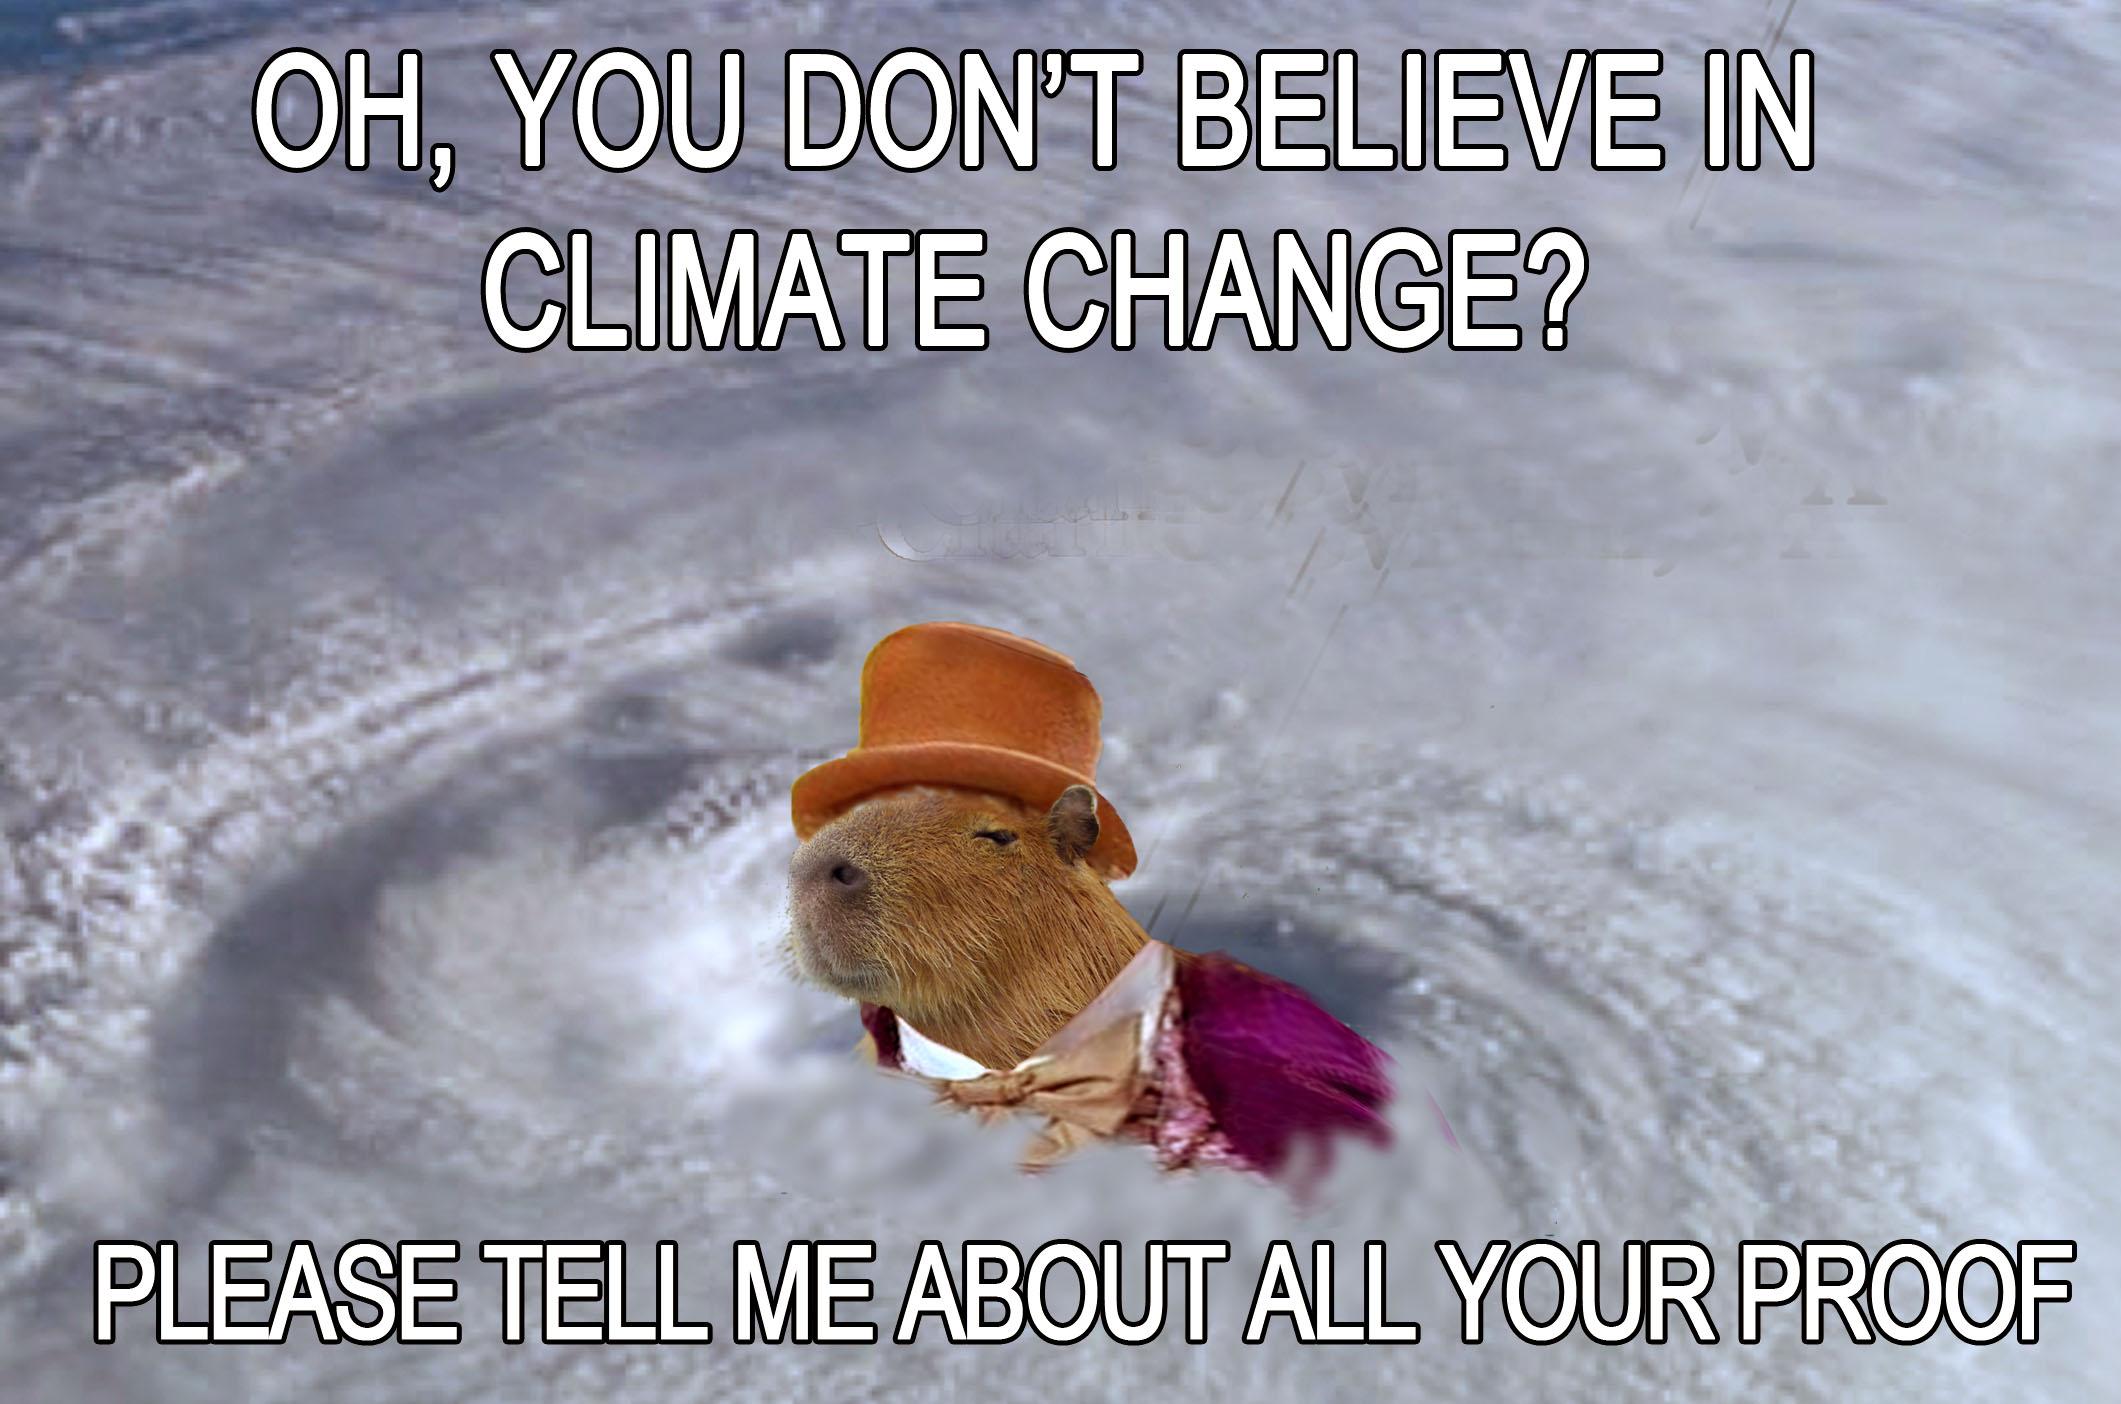 OH, YOU DON'T BELIEVE IN
CLIMATE CHANGE?
PLEASE TELL ME ABOUT ALL YOUR PROOF